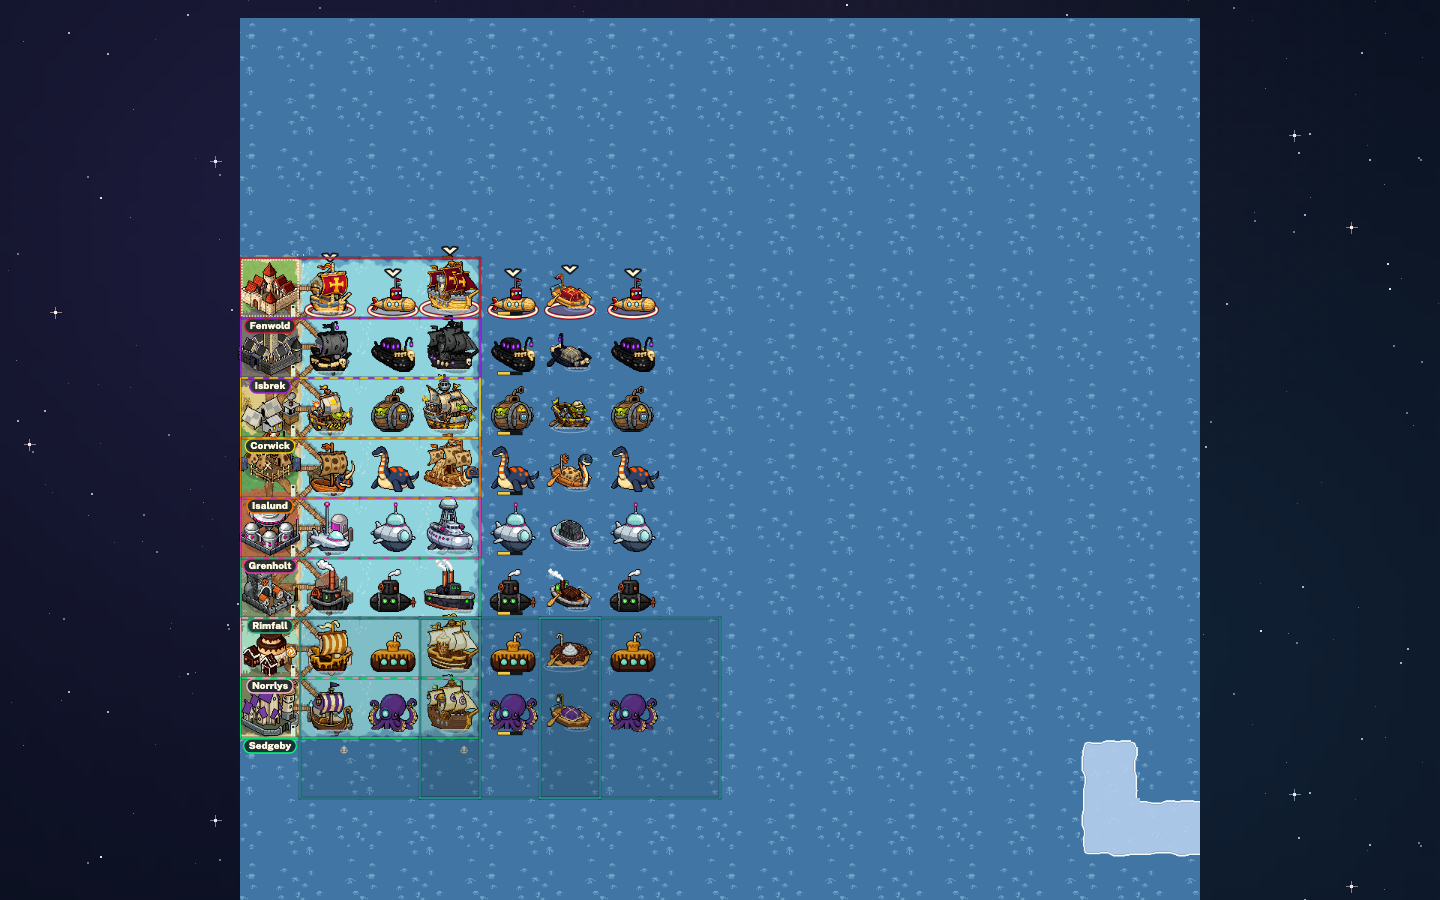 Fenwold
Isbrek
Corwick
Isalund
Grenholt
Rimfall
Norrlys
Sedgeby